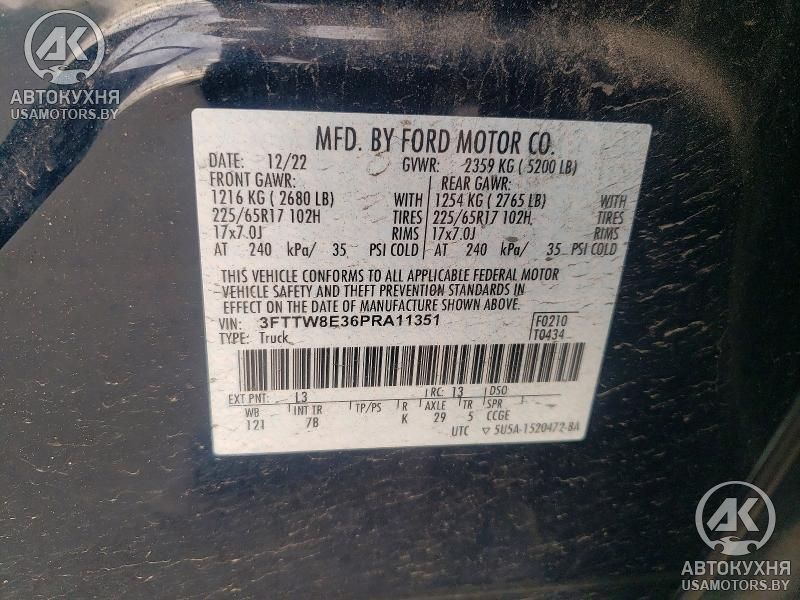 АК
АВТОКУХНЯ
USAMOTORS.BY
MFD. BY FORD MOTOR CO.
DATE: 12/22 GVWR: 2359 KG ( 5200 LB)
FRONT GAWR: REAR GAWR:
1216 KG ( 2680 LB) WITH 1254 KG ( 2765 LB) WITH
225/65R17 102H TIRES 225/65R17 102H TIRES
17x7.0J RIMS 17x7.0J RIMS
AT 240 kPa/ 35 PSI COLD AT 240 kPa/ 35 PSI COLD
THIS VEHICLE CONFORMS TO ALL APPLICABLE FEDERAL MOTOR
VEHICLE SAFETY AND THEFT PREVENTION STANDARDS IN
EFFECT ON THE DATE OF MANUFACTURE SHOWN ABOVE.
VIN: 3FTTW8E36PRA11351 F0210
TYPE: Truck T0434
EXT PNT: L3 RC: 13 DSO
WB INT TR TP/PS R AXLE TR SPR
121 7B K 29 5 CCGE
UTC ▽ 5U5A-1520472-BA
АК
АВТОКУХНЯ
USAMOTORS.BY